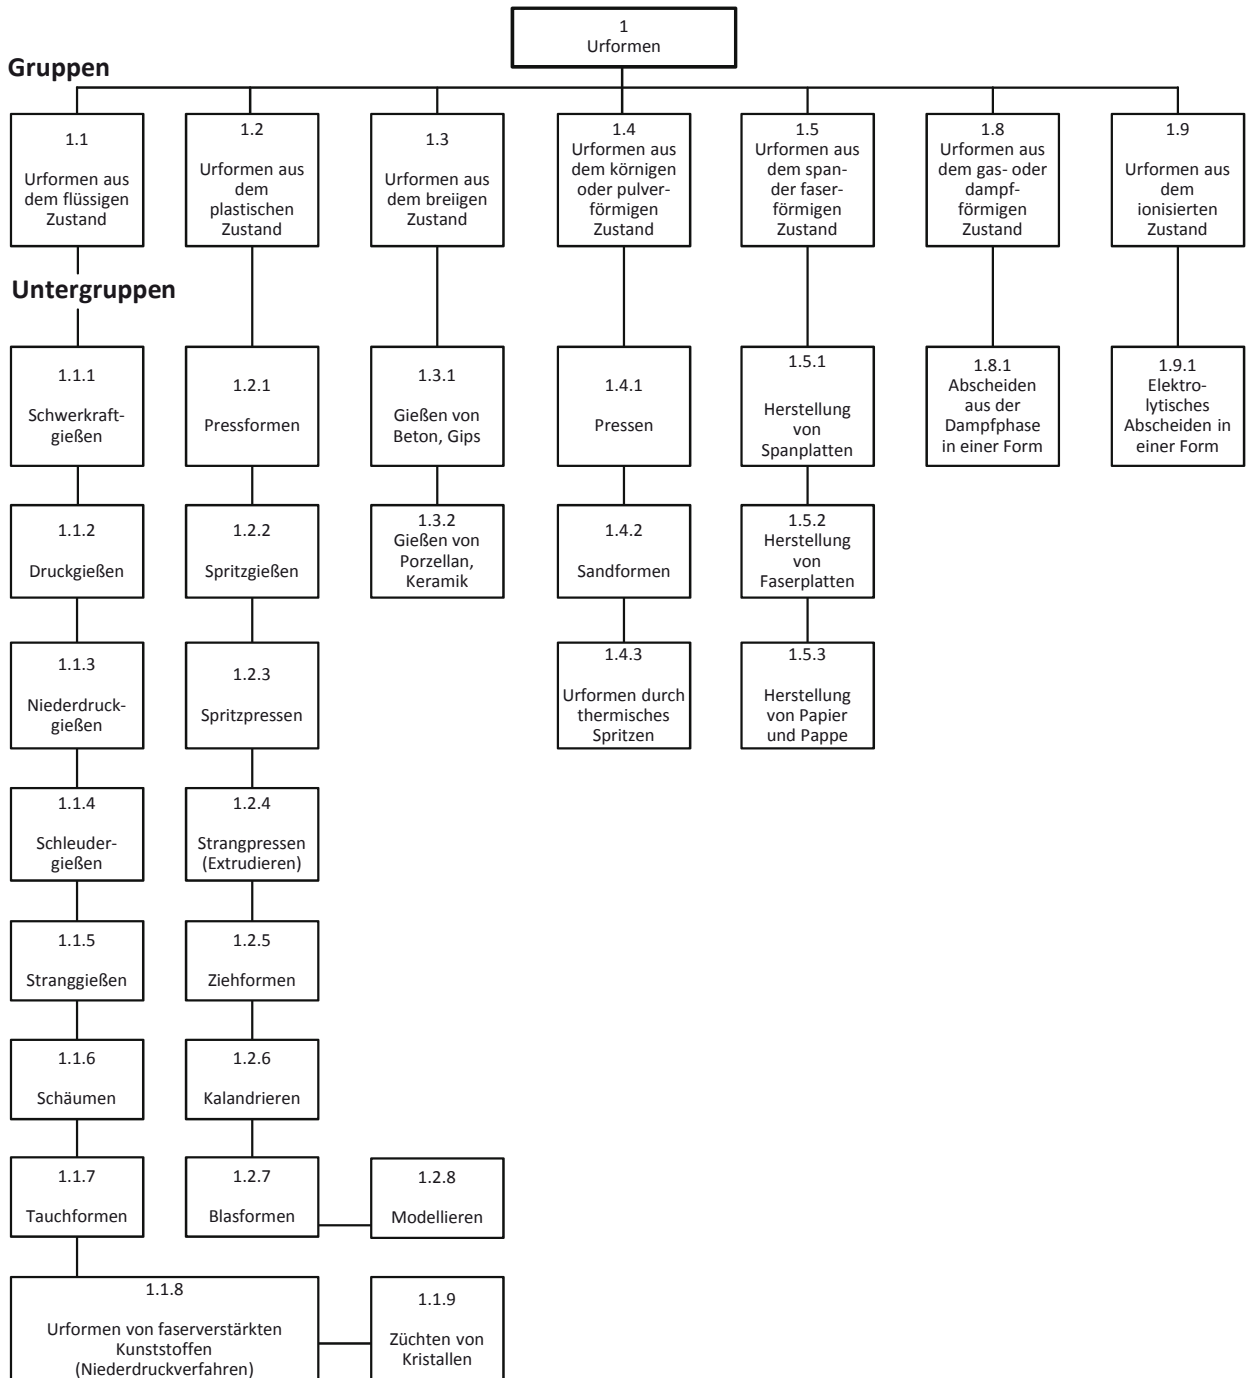 1
Urformen
Gruppen
1.1
Urformen aus
dem flüssigen
Zustand
1.2
Urformen aus
dem
plastischen
Zustand
1.3
Urformen aus
dem breiigen
Zustand
1.4
Urformen aus
dem körnigen
oder pulver-
förmigen
Zustand
1.5
Urformen aus
dem span-
der faser-
förmigen
Zustand
1.8
Urformen aus
dem gas- oder
dampf-
förmigen
Zustand
1.9
Urformen aus
dem
ionisierten
Zustand
Untergruppen
1.1.1
Schwerkraft-
gießen
1.2.1
Pressformen
1.3.1
Gießen von
Beton, Gips
1.4.1
Pressen
1.5.1
Herstellung
von
Spanplatten
1.8.1
Abscheiden
aus der
Dampfphase
in einer Form
1.9.1
Elektro-
lytisches
Abscheiden in
einer Form
1.1.2
Druckgießen
1.2.2
Spritzgießen
1.3.2
Gießen von
Porzellan,
Keramik
1.4.2
Sandformen
1.5.2
Herstellung
von
Faserplatten
1.1.3
Niederdruck-
gießen
1.2.3
Spritzpressen
1.4.3
Urformen durch
thermisches
Spritzen
1.5.3
Herstellung
von Papier
und Pappe
1.1.4
Schleuder-
gießen
1.2.4
Strangpressen
(Extrudieren)
1.1.5
Stranggießen
1.2.5
Ziehformen
1.1.6
Schäumen
1.2.6
Kalandrieren
1.1.7
Tauchformen
1.2.7
Blasformen
1.2.8
Modellieren
1.1.8
Urformen von faserverstärkten
Kunststoffen
(Niederdruckverfahren)
1.1.9
Züchten von
Kristallen